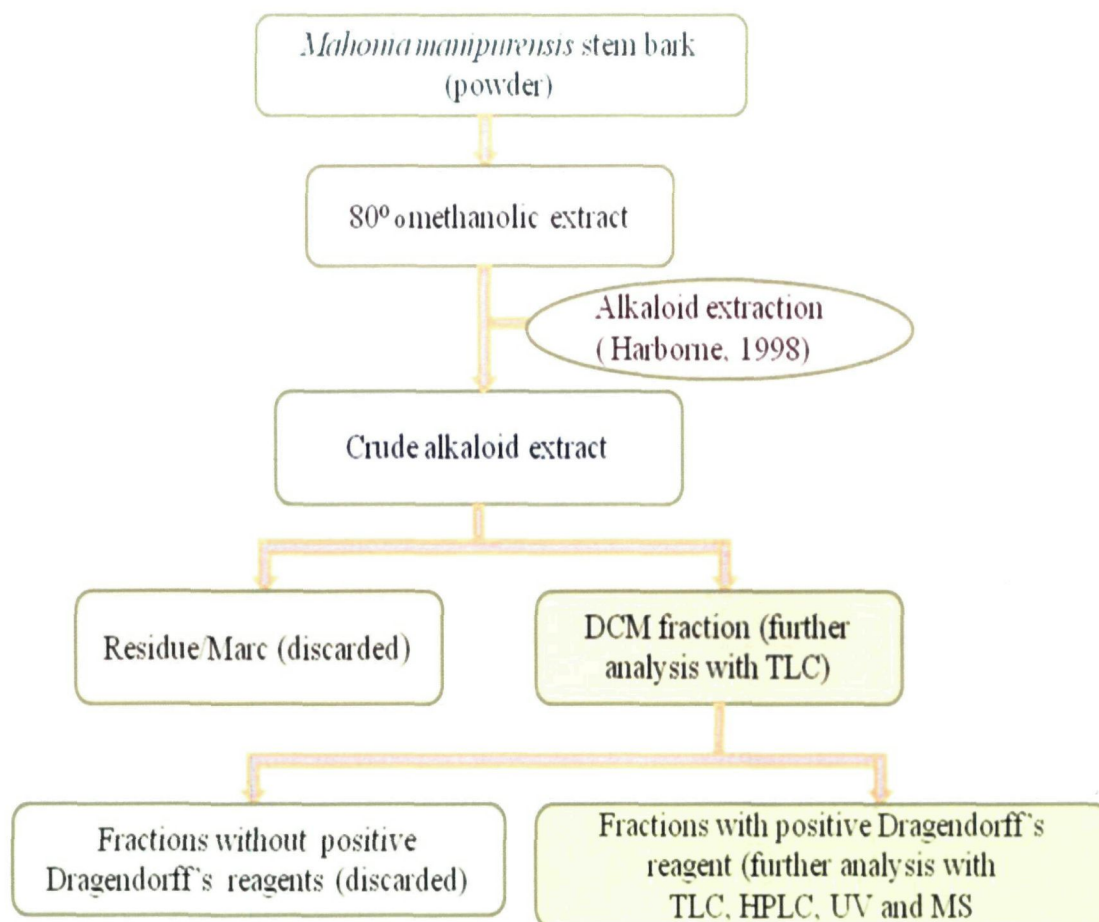 Mahonia manipurensis stem bark
(powder)
80% methanolic extract
Alkaloid extraction
(Harborne, 1998)
Crude alkaloid extract
Residue/Marc (discarded)
DCM fraction (further
analysis with TLC)
Fractions without positive
Dragendorff's reagents (discarded)
Fractions with positive Dragendorff's
reagent (further analysis with
TLC, HPLC, UV and MS